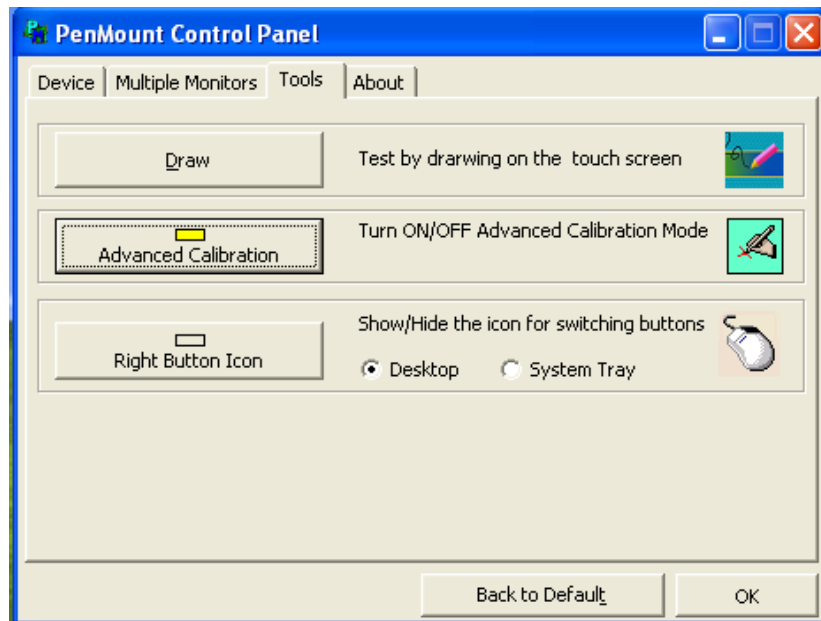 PenMount Control Panel
Device Multiple Monitors Tools About
Draw Test by drarwing on the touch screen
Advanced Calibration Turn ON/OFF Advanced Calibration Mode
Right Button Icon Show/Hide the icon for switching buttons
Desktop System Tray
Back to Default OK